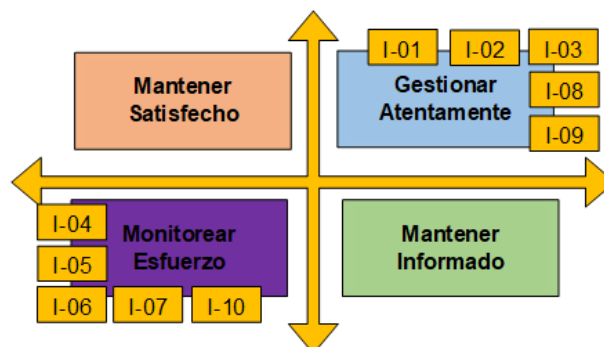 I-01
I-02
I-03
Mantener
Satisfecho
Gestionar
Atentamente
I-08
I-09
I-04
I-05
Monitorear
Esfuerzo
Mantener
Informado
I-06
I-07
I-10